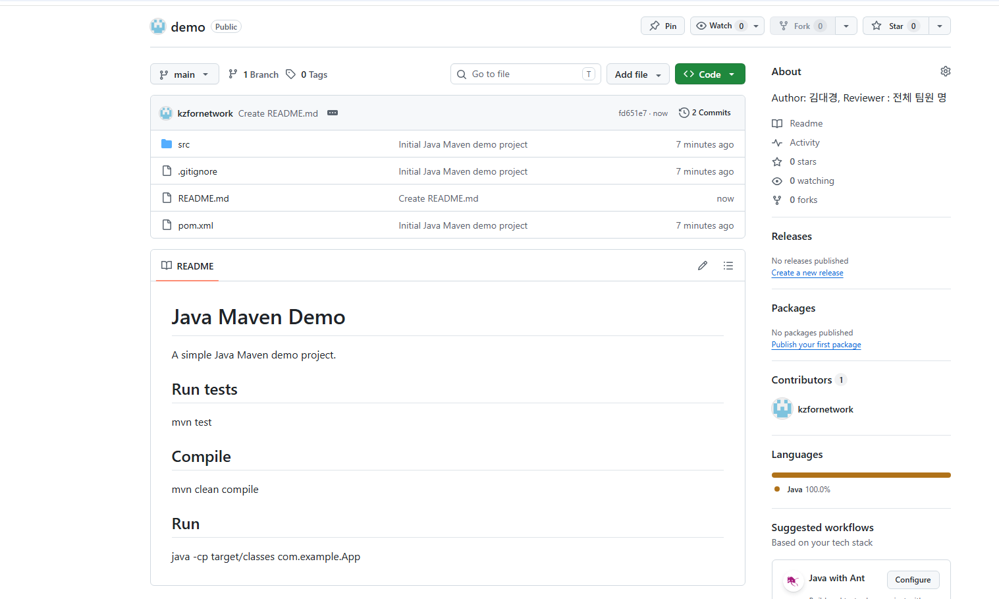 demo Public
Pin Watch 0 Fork 0 Star 0
main 1 Branch 0 Tags
Go to file T Add file Code
kzfornetwork Create README.md fd651e7 · now 2 Commits
src Initial Java Maven demo project 7 minutes ago
.gitignore Initial Java Maven demo project 7 minutes ago
README.md Create README.md now
pom.xml Initial Java Maven demo project 7 minutes ago
README
Java Maven Demo
A simple Java Maven demo project.
Run tests
mvn test
Compile
mvn clean compile
Run
java -cp target/classes com.example.App
About
Author: 김대경, Reviewer : 전체 팀원 명
Readme
Activity
0 stars
0 watching
0 forks
Releases
No releases published
Create a new release
Packages
No packages published
Publish your first package
Contributors 1
kzfornetwork
Languages
Java 100.0%
Suggested workflows
Based on your tech stack
Java with Ant Configure